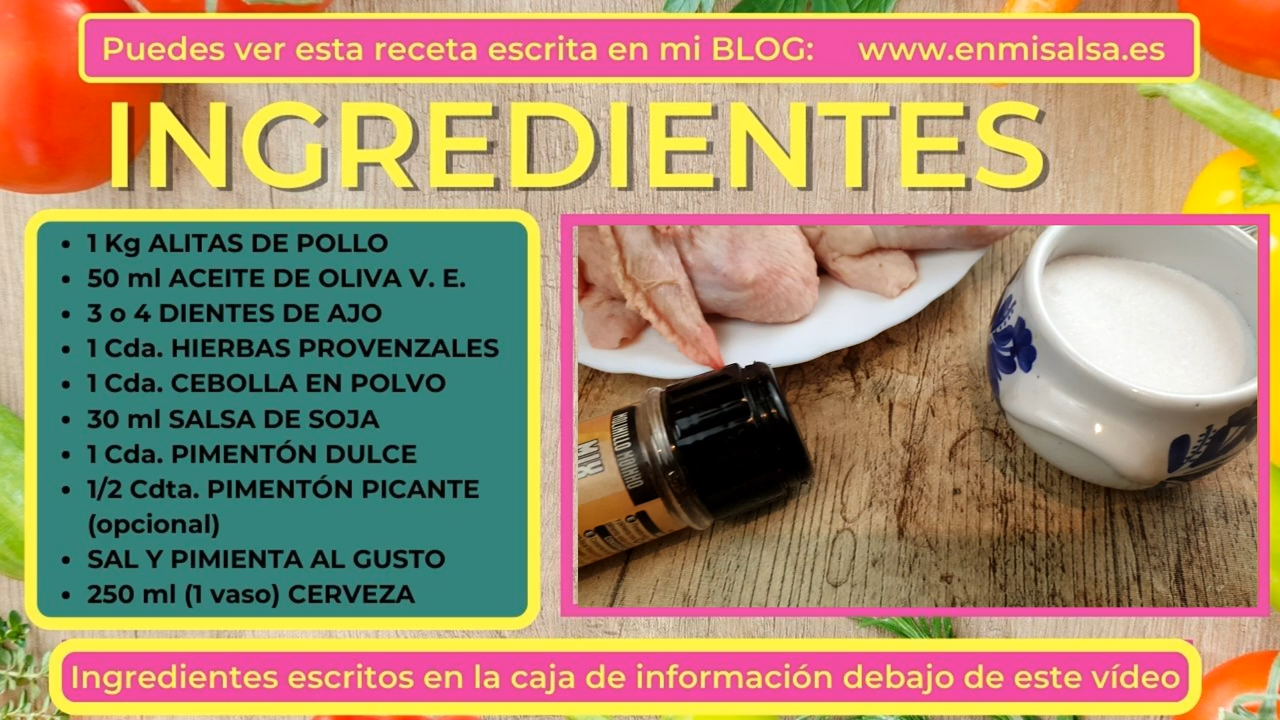 Puedes ver esta receta escrita en mi BLOG: www.enmisalsa.es
INGREDIENTES
• 1 Kg ALITAS DE POLLO
• 50 ml ACEITE DE OLIVA V. E.
• 3 o 4 DIENTES DE AJO
• 1 Cda. HIERBAS PROVENZALES
• 1 Cda. CEBOLLA EN POLVO
• 30 ml SALSA DE SOJA
• 1 Cda. PIMENTÓN DULCE
• 1/2 Cdta. PIMENTÓN PICANTE
(opcional)
• SAL Y PIMIENTA AL GUSTO
• 250 ml (1 vaso) CERVEZA
MOLINILLO MOINHO
MIX
Ingredientes escritos en la caja de información debajo de este vídeo